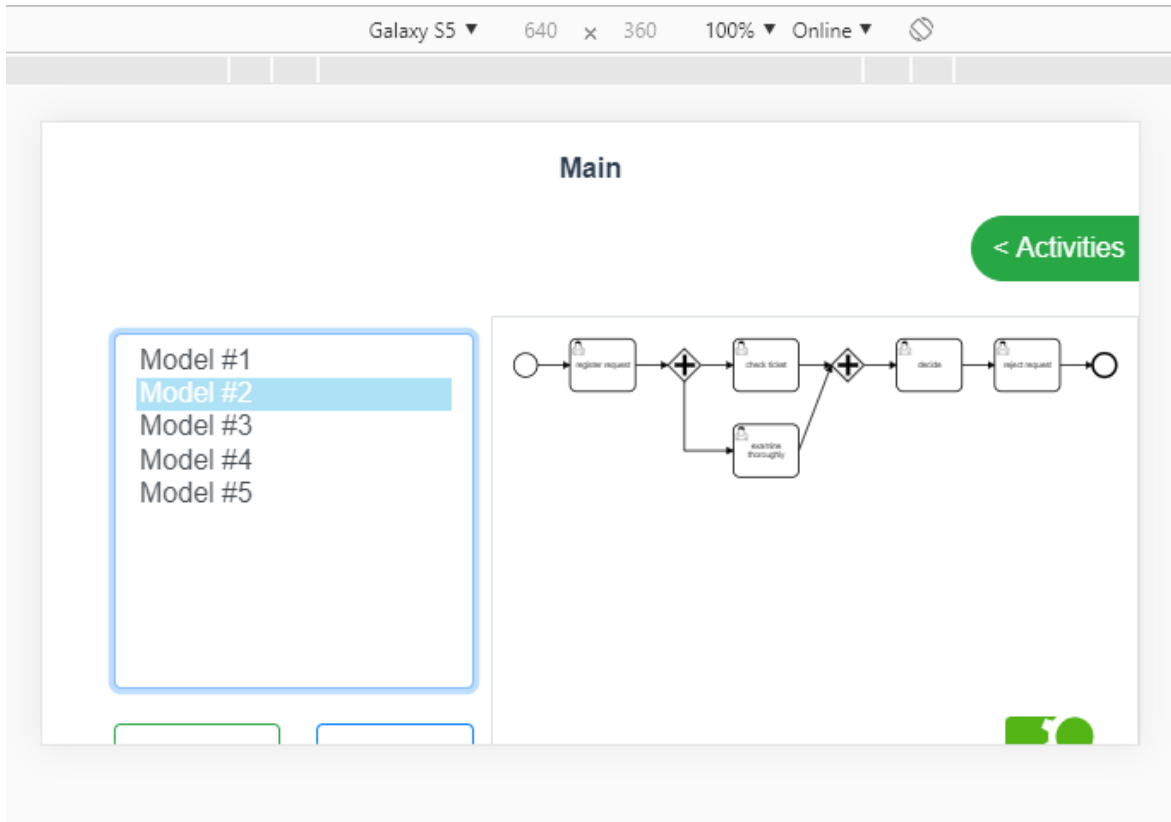 Galaxy S5 ▼ 640 × 360 100% ▼ Online ▼
Main
< Activities
Model #1
Model #2
Model #3
Model #4
Model #5
register request
check ticket
decide
reject request
examine
thoroughly